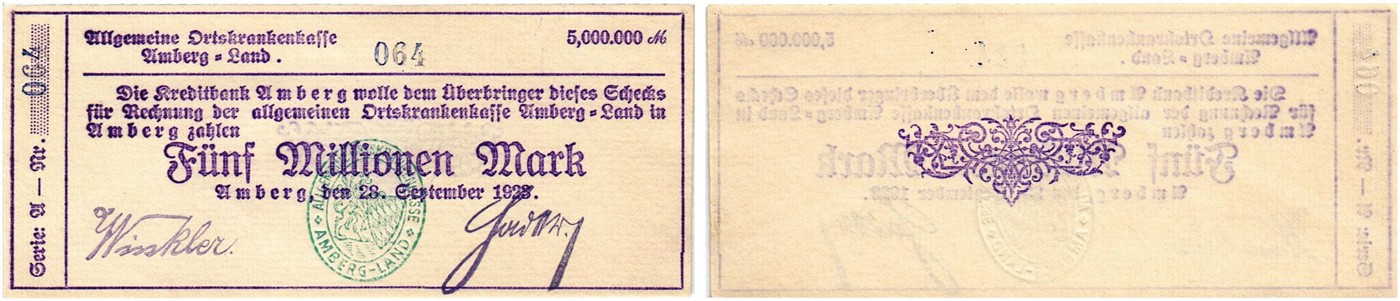 Allgemeine Ortskrankenkasse
Amberg-Land.
064
5,000.000 ℳ
Die Kreditbank Amberg wolle dem Überbringer dieses Schecks
für Rechnung der allgemeinen Ortskrankenkasse Amberg-Land in
Amberg zahlen
Fünf Millionen Mark
Amberg, den 28. September 1923.
Winkler.
AMBERG-LAND
Serie: A — Nr. 064